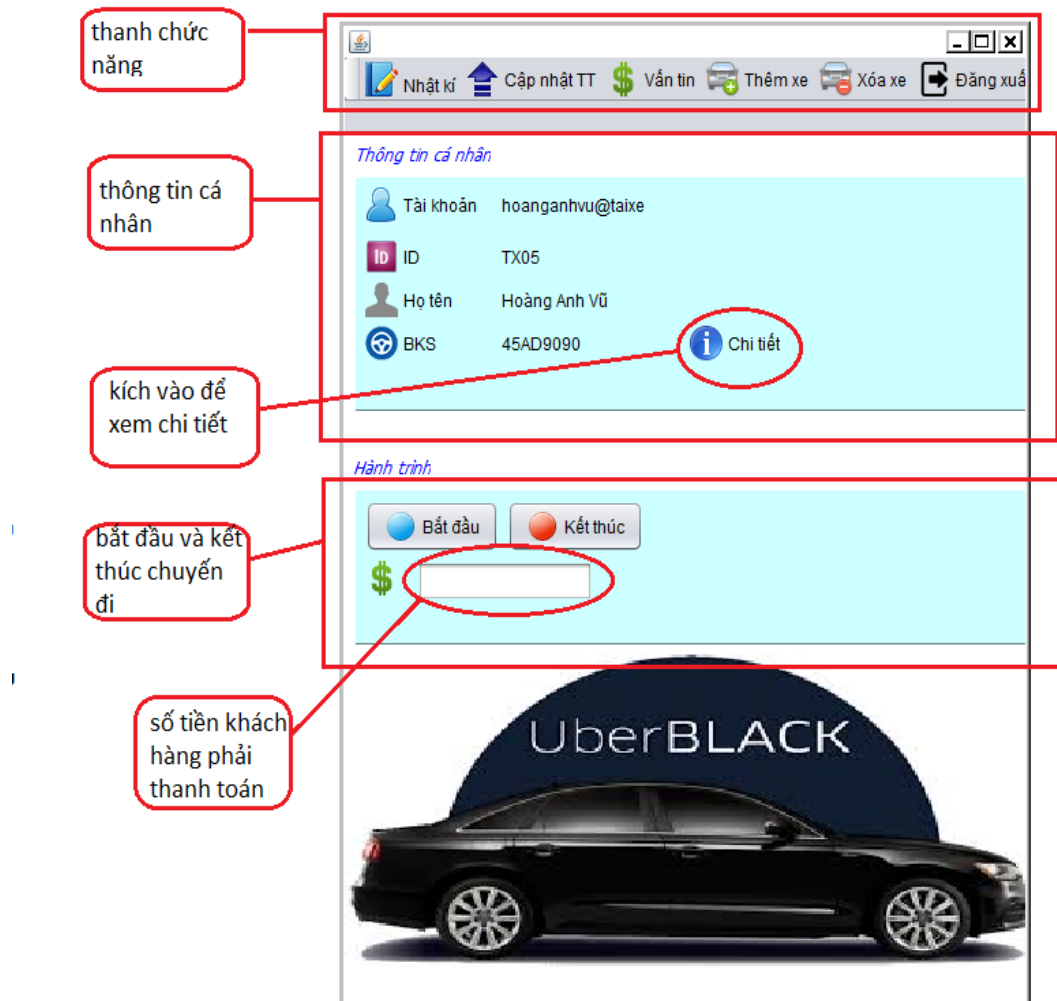 thanh chức
năng
Nhật kí Cập nhật TT Vấn tin Thêm xe Xóa xe Đăng xuấ
Thông tin cá nhân
thông tin cá
nhân
Tài khoản hoanganhvu@taixe
ID ID TX05
Họ tên Hoàng Anh Vũ
BKS 45AD9090 i Chi tiết
kích vào để
xem chi tiết
Hành trình
bắt đầu và kết
thúc chuyến
đi
Bắt đầu Kết thúc
$
số tiền khách
hàng phải
thanh toán
UberBLACK